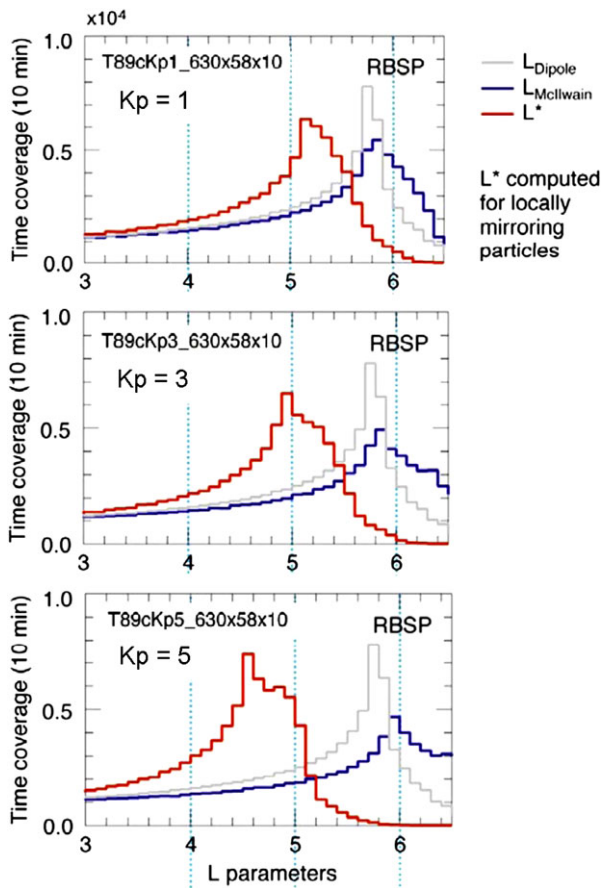 x10⁴
1.0
T89cKp1_630x58x10 RBSP
Kp = 1
0.5
0.0
3 4 5 6
Time coverage (10 min)
L Dipole
L McIlwain
L*
L* computed
for locally
mirroring
particles
1.0
T89cKp3_630x58x10 RBSP
Kp = 3
0.5
0.0
3 4 5 6
Time coverage (10 min)
1.0
T89cKp5_630x58x10 RBSP
Kp = 5
0.5
0.0
3 4 5 6
Time coverage (10 min)
L parameters